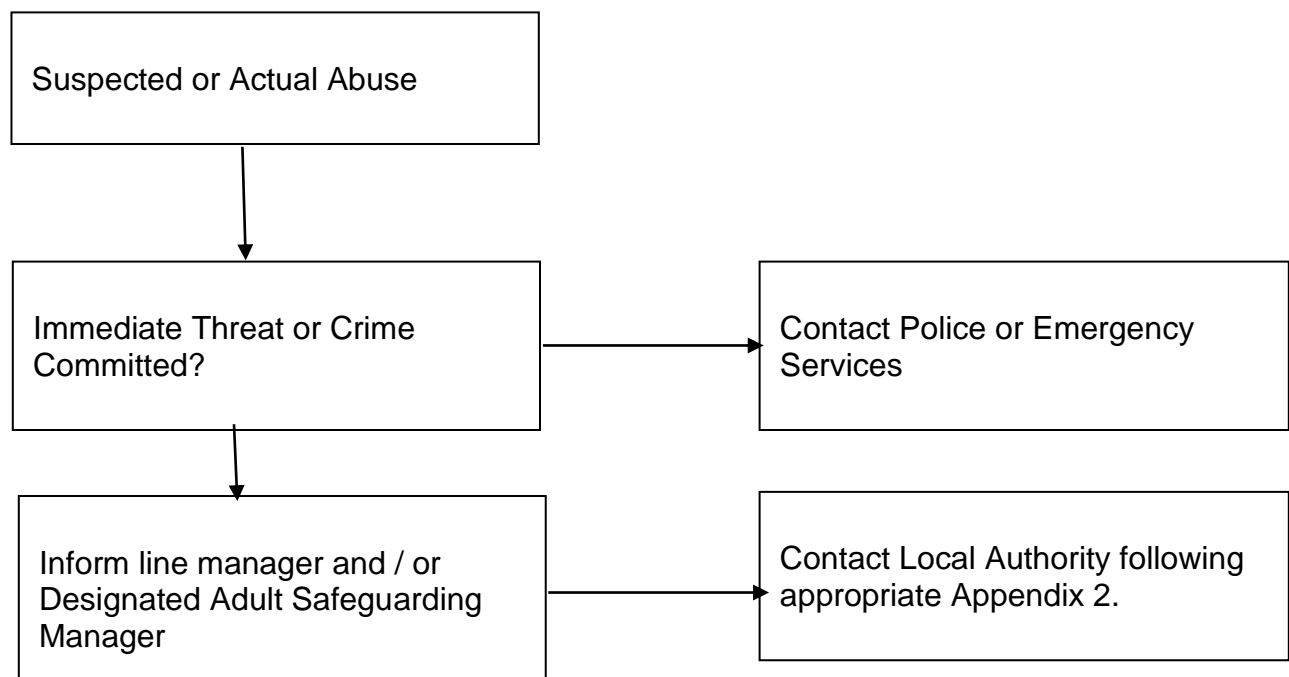 Suspected or Actual Abuse
Immediate Threat or Crime
Committed?
Contact Police or Emergency
Services
Inform line manager and / or
Designated Adult Safeguarding
Manager
Contact Local Authority following
appropriate Appendix 2.